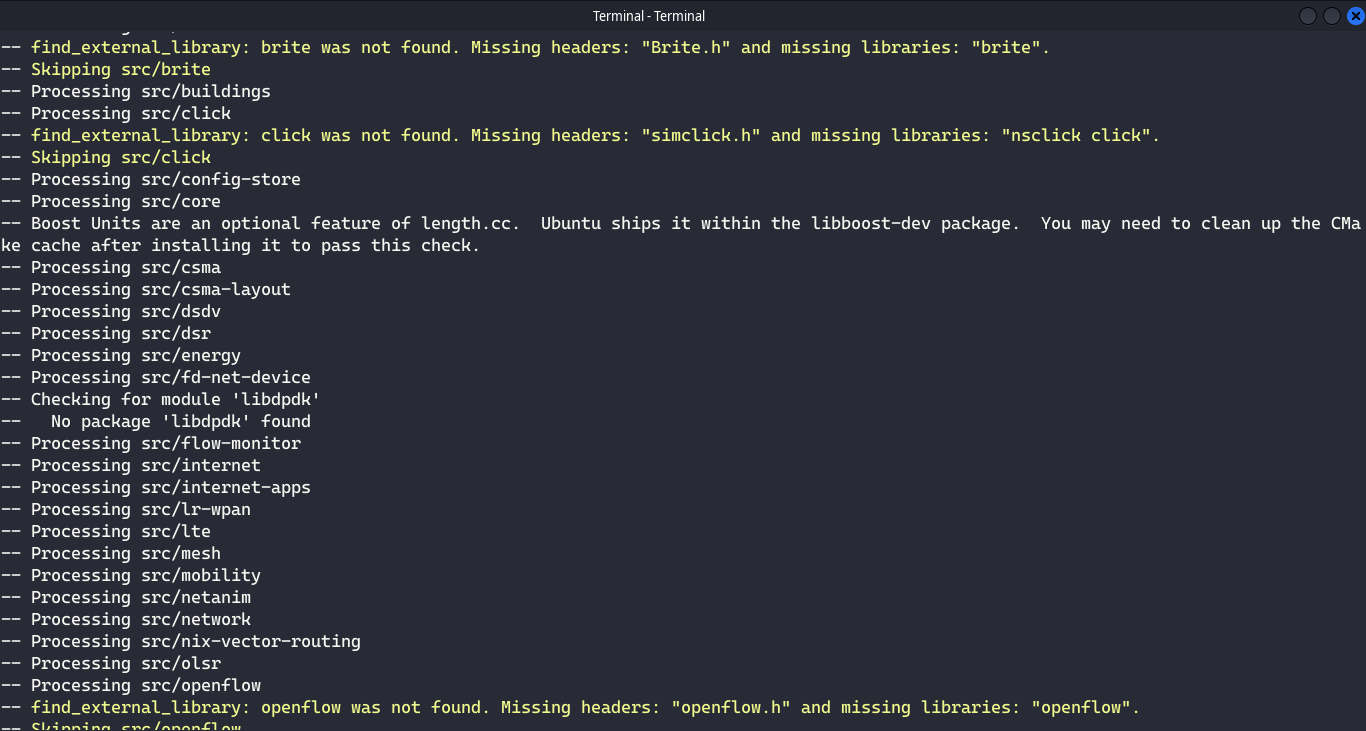 Terminal - Terminal
-- find_external_library: brite was not found. Missing headers: "Brite.h" and missing libraries: "brite".
-- Skipping src/brite
-- Processing src/buildings
-- Processing src/click
-- find_external_library: click was not found. Missing headers: "simclick.h" and missing libraries: "nsclick click".
-- Skipping src/click
-- Processing src/config-store
-- Processing src/core
-- Boost Units are an optional feature of length.cc.  Ubuntu ships it within the libboost-dev package.  You may need to clean up the CMa
ke cache after installing it to pass this check.
-- Processing src/csma
-- Processing src/csma-layout
-- Processing src/dsdv
-- Processing src/dsr
-- Processing src/energy
-- Processing src/fd-net-device
-- Checking for module 'libdpdk'
--   No package 'libdpdk' found
-- Processing src/flow-monitor
-- Processing src/internet
-- Processing src/internet-apps
-- Processing src/lr-wpan
-- Processing src/lte
-- Processing src/mesh
-- Processing src/mobility
-- Processing src/netanim
-- Processing src/network
-- Processing src/nix-vector-routing
-- Processing src/olsr
-- Processing src/openflow
-- find_external_library: openflow was not found. Missing headers: "openflow.h" and missing libraries: "openflow".
-- Skipping src/openflow